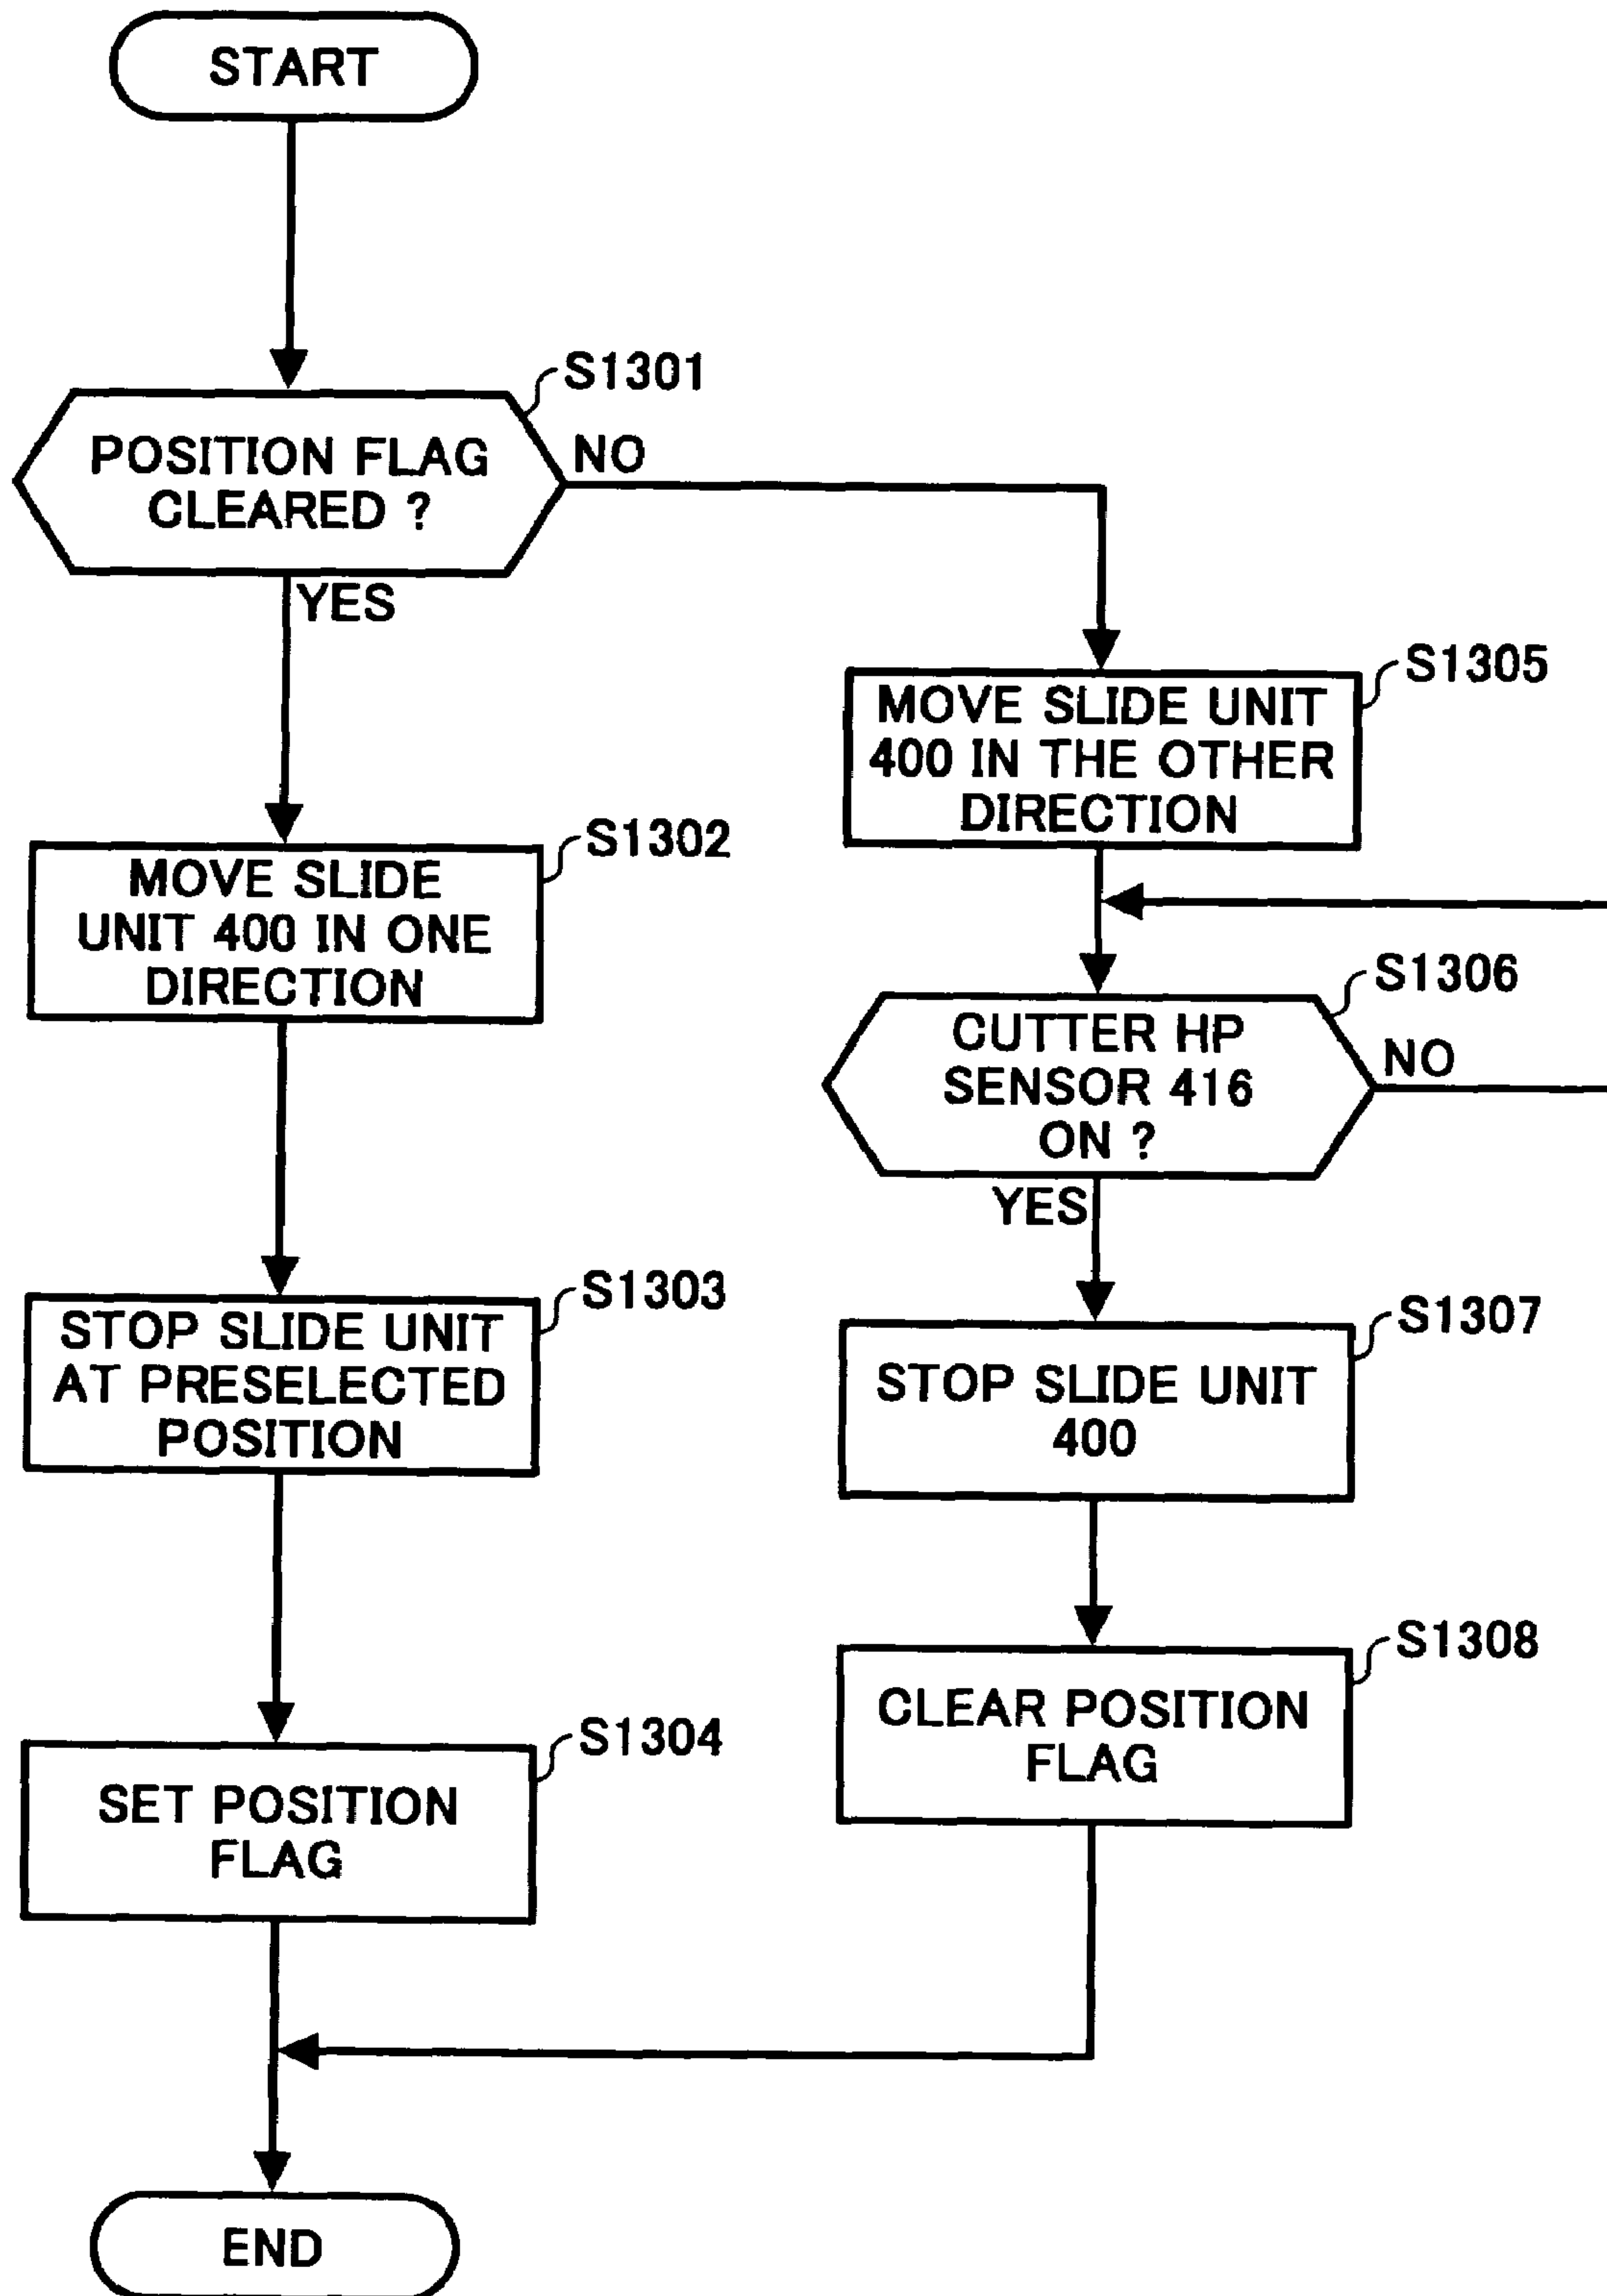 START
S1301
POSITION FLAG
CLEARED ?
NO
YES
S1302
MOVE SLIDE
UNIT 400 IN ONE
DIRECTION
S1303
STOP SLIDE UNIT
AT PRESELECTED
POSITION
S1304
SET POSITION
FLAG
S1305
MOVE SLIDE UNIT
400 IN THE OTHER
DIRECTION
S1306
CUTTER HP
SENSOR 416
ON ?
NO
YES
S1307
STOP SLIDE UNIT
400
S1308
CLEAR POSITION
FLAG
END